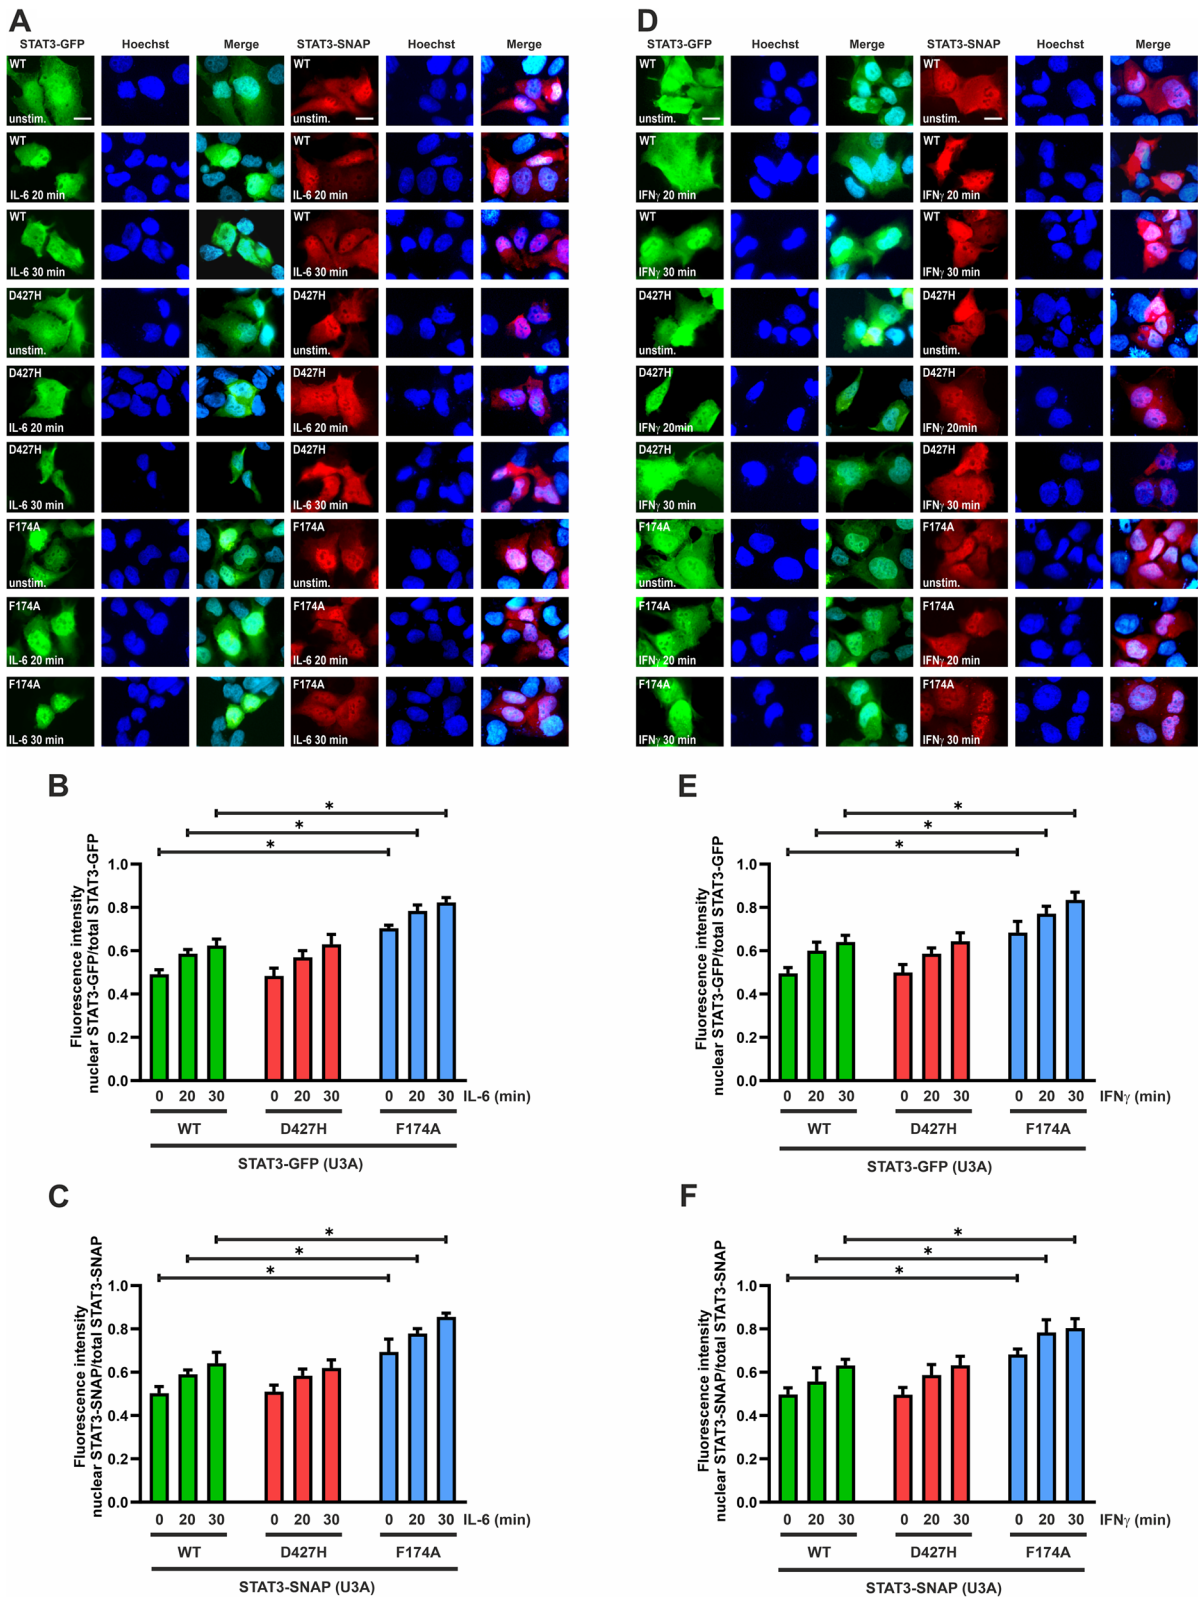 A
STAT3-GFP Hoechst Merge STAT3-SNAP Hoechst Merge
WT unstim. WT unstim.
WT IL-6 20 min WT IL-6 20 min
WT IL-6 30 min WT IL-6 30 min
D427H unstim. D427H unstim.
D427H IL-6 20 min D427H IL-6 20 min
D427H IL-6 30 min D427H IL-6 30 min
F174A unstim. F174A unstim.
F174A IL-6 20 min F174A IL-6 20 min
F174A IL-6 30 min F174A IL-6 30 min
D
STAT3-GFP Hoechst Merge STAT3-SNAP Hoechst Merge
WT unstim. WT unstim.
WT IFNγ 20 min WT IFNγ 20 min
WT IFNγ 30 min WT IFNγ 30 min
D427H unstim. D427H unstim.
D427H IFNγ 20min D427H IFNγ 20min
D427H IFNγ 30 min D427H IFNγ 30 min
F174A unstim. F174A unstim.
F174A IFNγ 20 min F174A IFNγ 20 min
F174A IFNγ 30 min F174A IFNγ 30 min
B
*
*
*
Fluorescence intensity
nuclear STAT3-GFP/total STAT3-GFP
1.0
0.8
0.6
0.4
0.2
0.0
0 20 30 0 20 30 0 20 30 IL-6 (min)
WT D427H F174A
STAT3-GFP (U3A)
E
*
*
*
Fluorescence intensity
nuclear STAT3-GFP/total STAT3-GFP
1.0
0.8
0.6
0.4
0.2
0.0
0 20 30 0 20 30 0 20 30 IFNγ (min)
WT D427H F174A
STAT3-GFP (U3A)
C
*
*
*
Fluorescence intensity
nuclear STAT3-SNAP/total STAT3-SNAP
1.0
0.8
0.6
0.4
0.2
0.0
0 20 30 0 20 30 0 20 30 IL-6 (min)
WT D427H F174A
STAT3-SNAP (U3A)
F
*
*
*
Fluorescence intensity
nuclear STAT3-SNAP/total STAT3-SNAP
1.0
0.8
0.6
0.4
0.2
0.0
0 20 30 0 20 30 0 20 30 IFNγ (min)
WT D427H F174A
STAT3-SNAP (U3A)